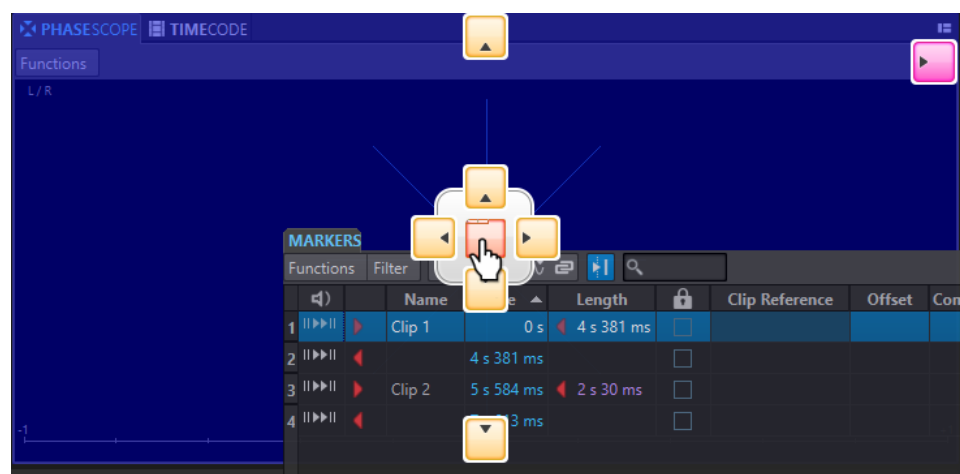 PHASESCOPE TIMECODE
Functions
L/R
MARKERS
Functions Filter
Name Length Clip Reference Offset
1 Clip 1 0 s 4 s 381 ms
2 4 s 381 ms
3 Clip 2 5 s 584 ms 2 s 30 ms
4 3 ms
-1